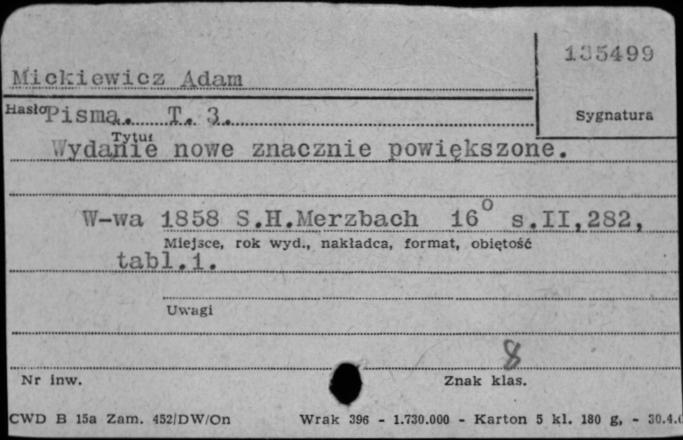 135499
Mickiewicz Adam
Hasło Pisma. T. 3. Sygnatura
Tytuł
Wydanie nowe znacznie powiększone.
W-wa 1858 S.H.Merzbach 16° s.II,282,
Miejsce, rok wyd., nakładca, format, objętość
tabl.1.
Uwagi
8
Nr inw. Znak klas.
CWD B 15a Zam. 452/DW/On Wrak 396 - 1.730.000 - Karton 5 kl. 180 g, - 30.4.